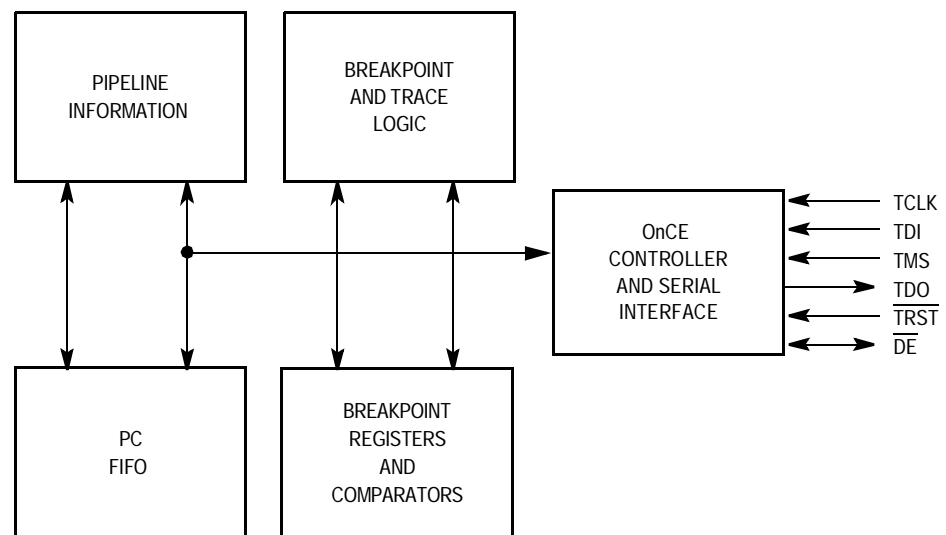 PIPELINE
INFORMATION
BREAKPOINT
AND TRACE
LOGIC
OnCE
CONTROLLER
AND SERIAL
INTERFACE
TCLK
TDI
TMS
TDO
TRST
DE
PC
FIFO
BREAKPOINT
REGISTERS
AND
COMPARATORS